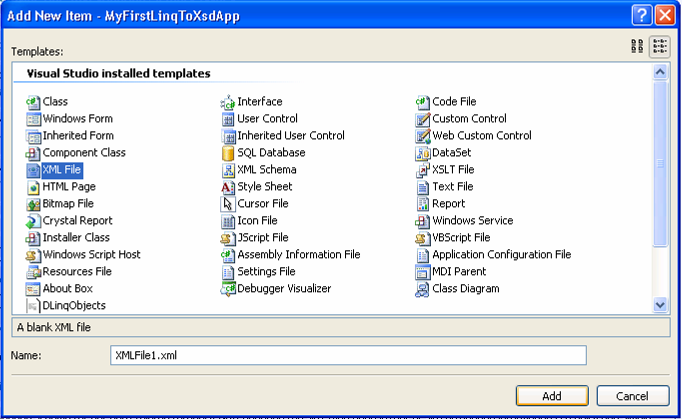 Add New Item - MyFirstLinqToXsdApp
Templates:
Visual Studio installed templates
Class Interface Code File
Windows Form User Control Custom Control
Inherited Form Inherited User Control Web Custom Control
Component Class SQL Database DataSet
XML File XML Schema XSLT File
HTML Page Style Sheet Text File
Bitmap File Cursor File Report
Crystal Report Icon File Windows Service
Installer Class JScript File VBScript File
Windows Script Host Assembly Information File Application Configuration File
Resources File Settings File MDI Parent
About Box Debugger Visualizer Class Diagram
DLinqObjects
A blank XML file
Name: XMLFile1.xml
Add Cancel